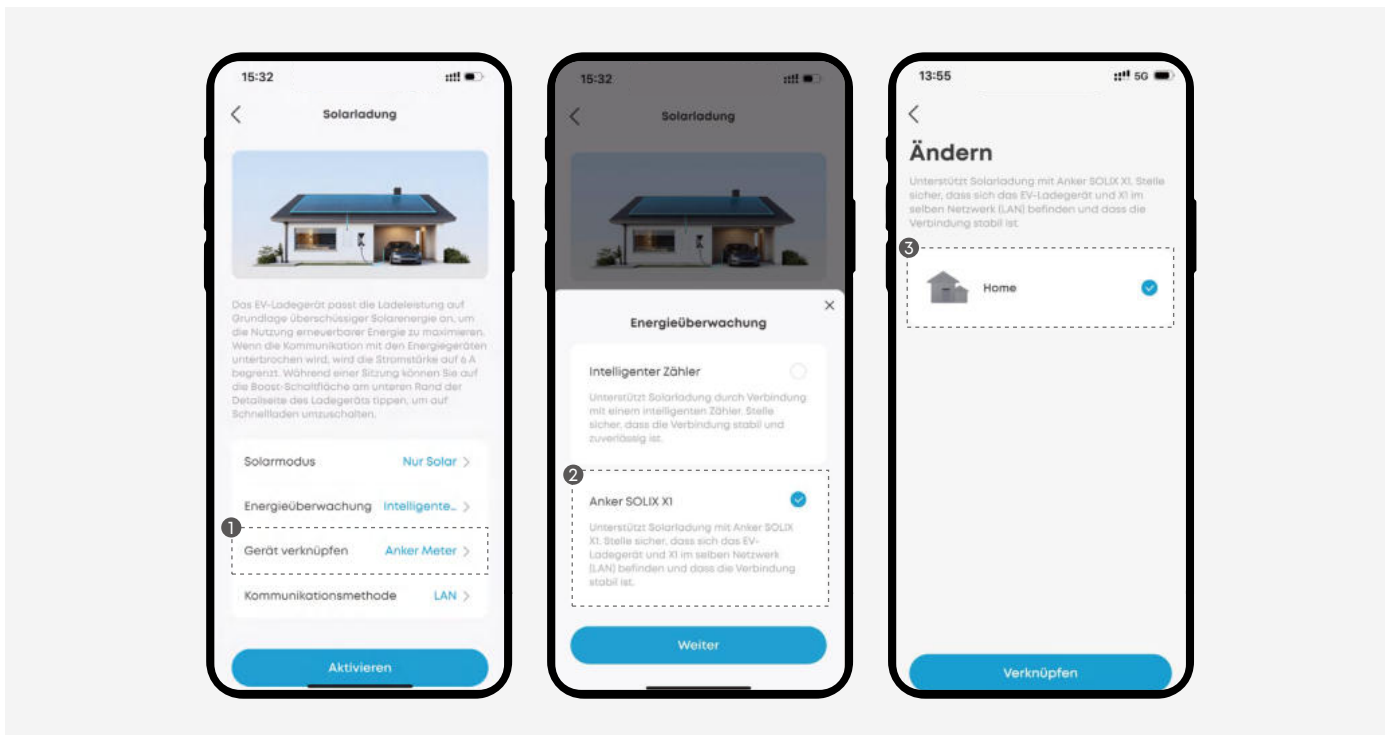 15:32
Solarladung
Das EV-Ladegerät passt die Ladeleistung auf
Grundlage überschüssiger Solarenergie an, um
die Nutzung erneuerbarer Energie zu maximieren.
Wenn die Kommunikation mit den Energiegeräten
unterbrochen wird, wird die Stromstärke auf 6 A
begrenzt. Während einer Sitzung können Sie auf
die Boost-Schaltfläche am unteren Rand der
Detailseite des Ladegeräts tippen, um auf
Schnellladen umzuschalten.
Solarmodus Nur Solar >
Energieüberwachung Intelligente... >
1
Gerät verknüpfen Anker Meter >
Kommunikationsmethode LAN >
Aktivieren
15:32
Solarladung
Energieüberwachung
Intelligenter Zähler
Unterstützt Solarladung durch Verbindung
mit einem intelligenten Zähler. Stelle
sicher, dass die Verbindung stabil und
zuverlässig ist.
2
Anker SOLIX X1
Unterstützt Solarladung mit Anker SOLIX
X1. Stelle sicher, dass sich das EV-
Ladegerät und X1 im selben Netzwerk
(LAN) befinden und dass die Verbindung
stabil ist.
Weiter
13:55 5G
Ändern
Unterstützt Solarladung mit Anker SOLIX X1. Stelle
sicher, dass sich das EV-Ladegerät und X1 im
selben Netzwerk (LAN) befinden und dass die
Verbindung stabil ist.
3
Home
Verknüpfen